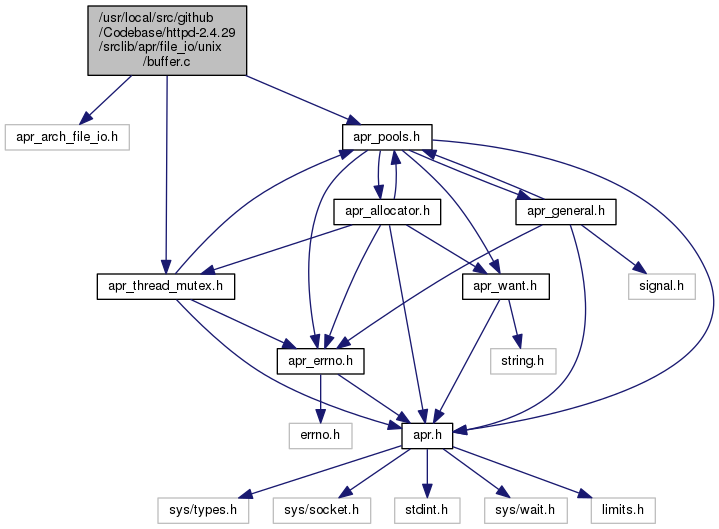 /usr/local/src/github
/Codebase/httpd-2.4.29
/srclib/apr/file_io/unix
/buffer.c
apr_arch_file_io.h
apr_pools.h
apr_allocator.h
apr_general.h
apr_thread_mutex.h
apr_want.h
signal.h
apr_errno.h
string.h
errno.h
apr.h
sys/types.h
sys/socket.h
stdint.h
sys/wait.h
limits.h